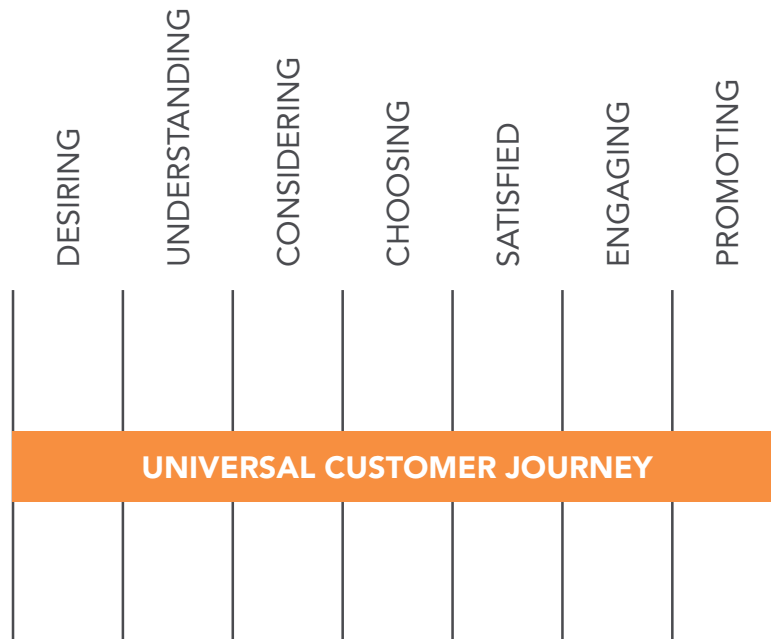 DESIRING
UNDERSTANDING
CONSIDERING
CHOOSING
SATISFIED
ENGAGING
PROMOTING
UNIVERSAL CUSTOMER JOURNEY